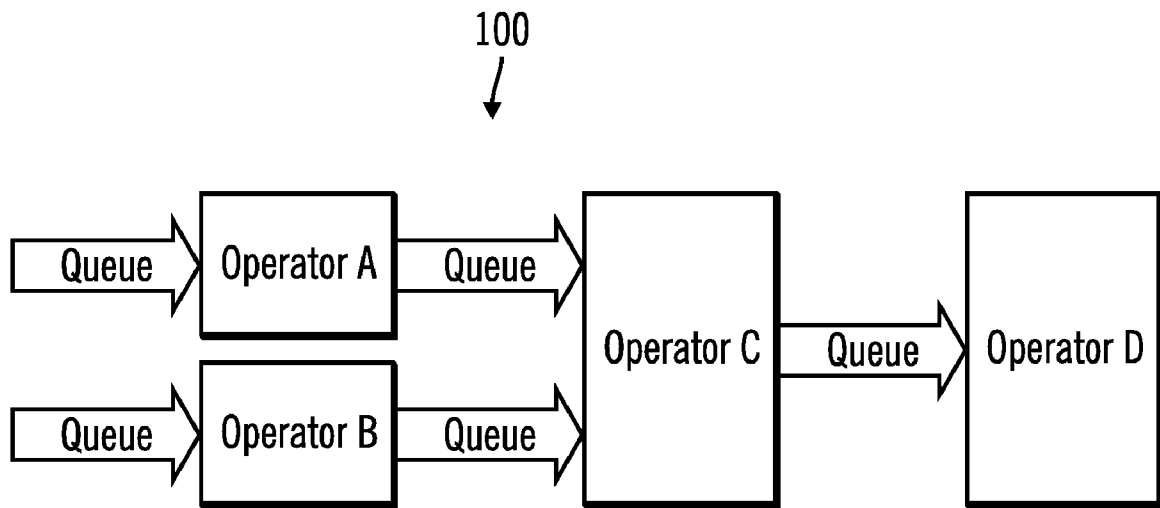 100
Queue
Operator A
Queue
Operator C
Queue
Operator D
Queue
Operator B
Queue